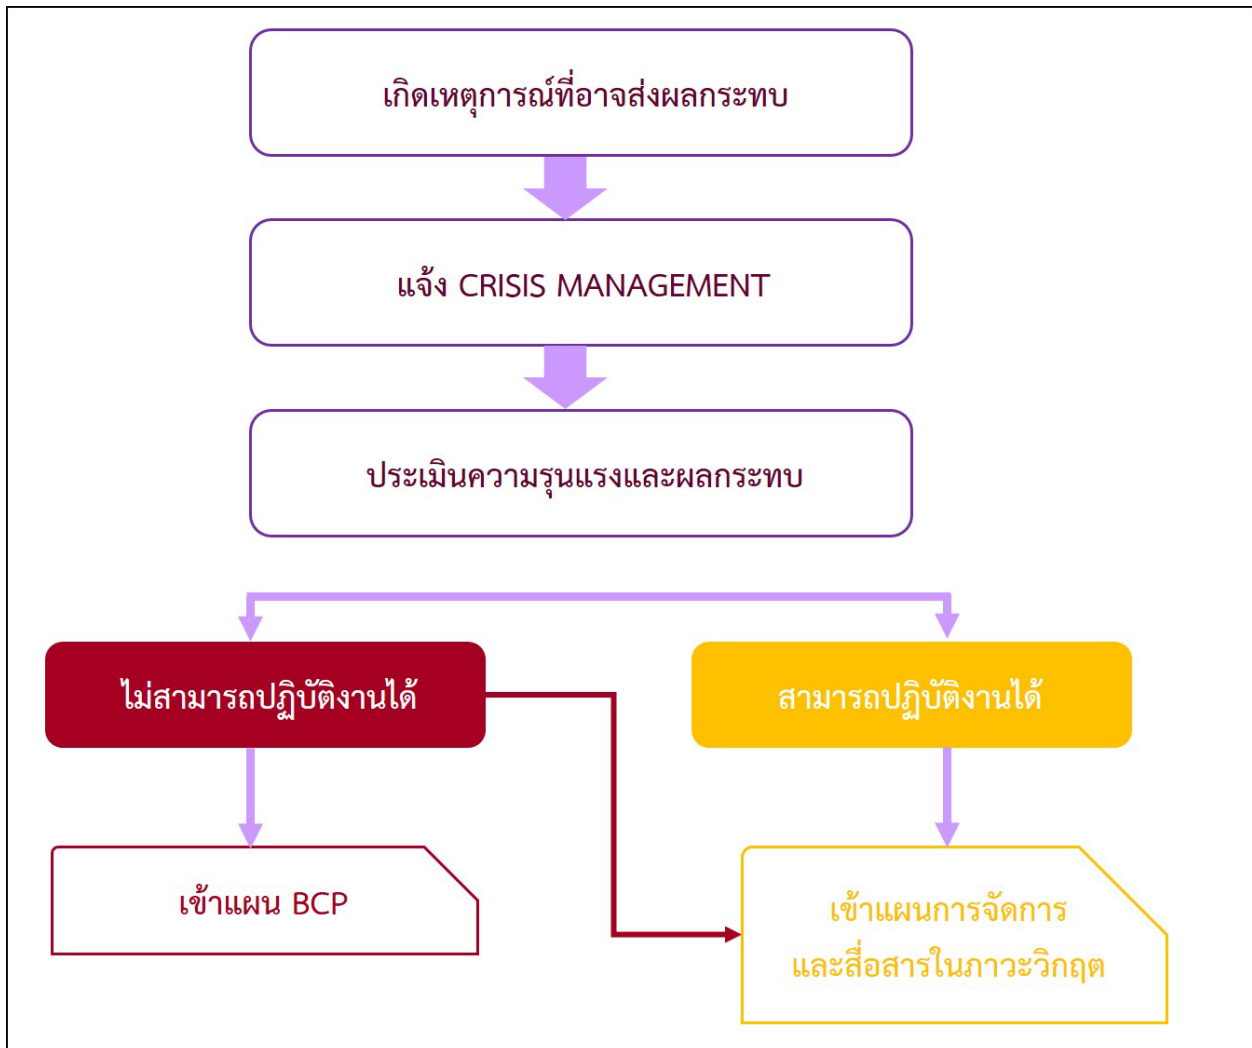 เกิดเหตุการณ์ที่อาจส่งผลกระทบ
แจ้ง CRISIS MANAGEMENT
ประเมินความรุนแรงและผลกระทบ
ไม่สามารถปฏิบัติงานได้
สามารถปฏิบัติงานได้
เข้าแผน BCP
เข้าแผนการจัดการ
และสื่อสารในภาวะวิกฤต